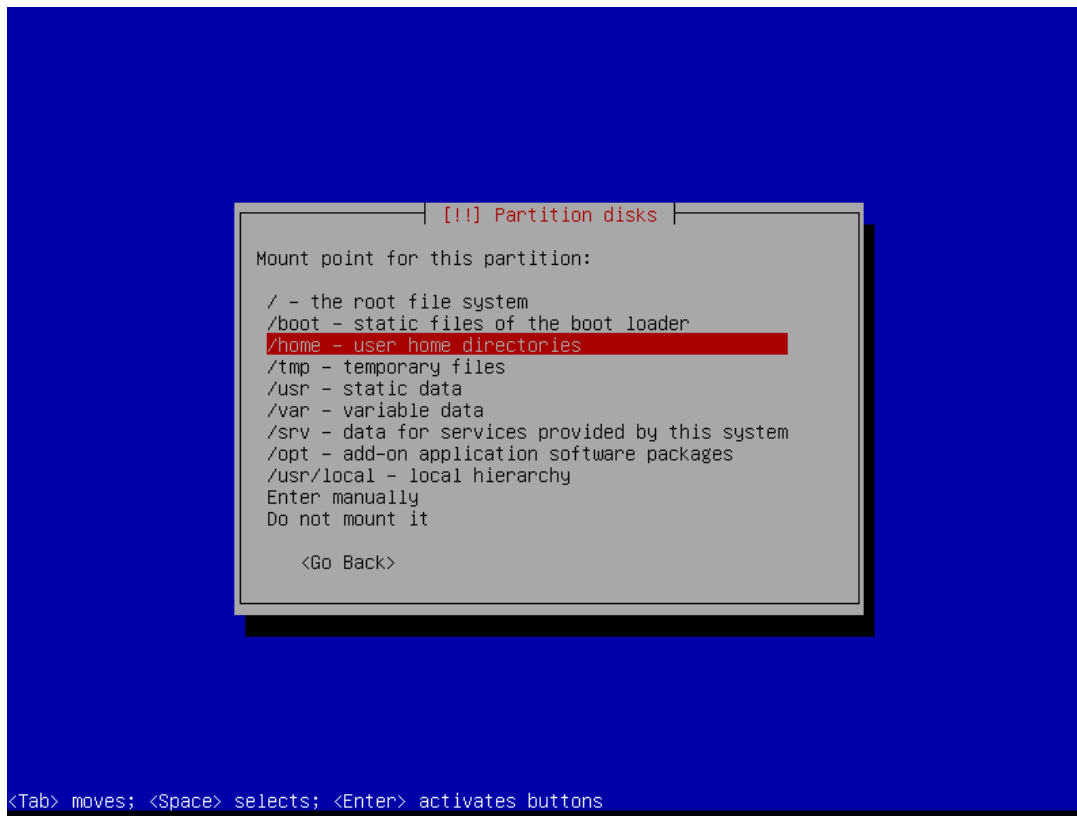 [!!] Partition disks
Mount point for this partition:
/ – the root file system
/boot – static files of the boot loader
/home – user home directories
/tmp – temporary files
/usr – static data
/var – variable data
/srv – data for services provided by this system
/opt – add-on application software packages
/usr/local – local hierarchy
Enter manually
Do not mount it
<Go Back>
<Tab> moves; <Space> selects; <Enter> activates buttons